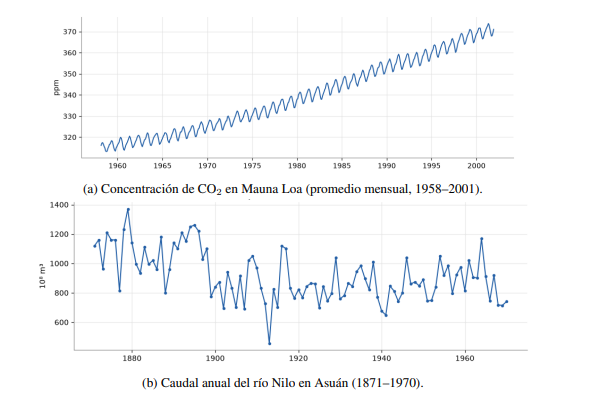 370
360
350
340
330
320
ppm
1960 1965 1970 1975 1980 1985 1990 1995 2000
(a) Concentración de CO₂ en Mauna Loa (promedio mensual, 1958–2001).
1400
1200
1000
800
600
10⁸ m³
1880 1900 1920 1940 1960
(b) Caudal anual del río Nilo en Asuán (1871–1970).